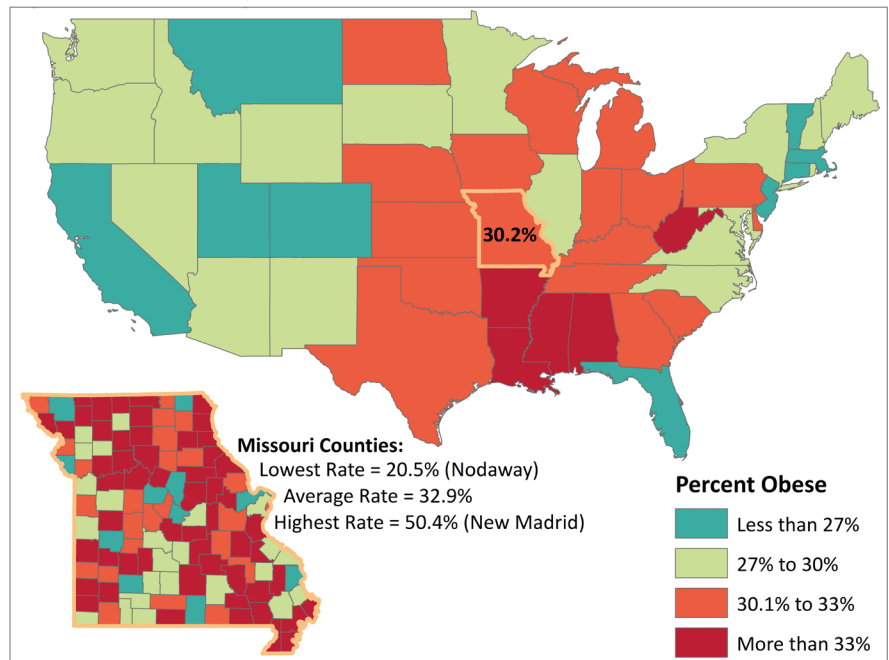 30.2%
Missouri Counties:
Lowest Rate = 20.5% (Nodaway)
Average Rate = 32.9%
Highest Rate = 50.4% (New Madrid)
Percent Obese
Less than 27%
27% to 30%
30.1% to 33%
More than 33%